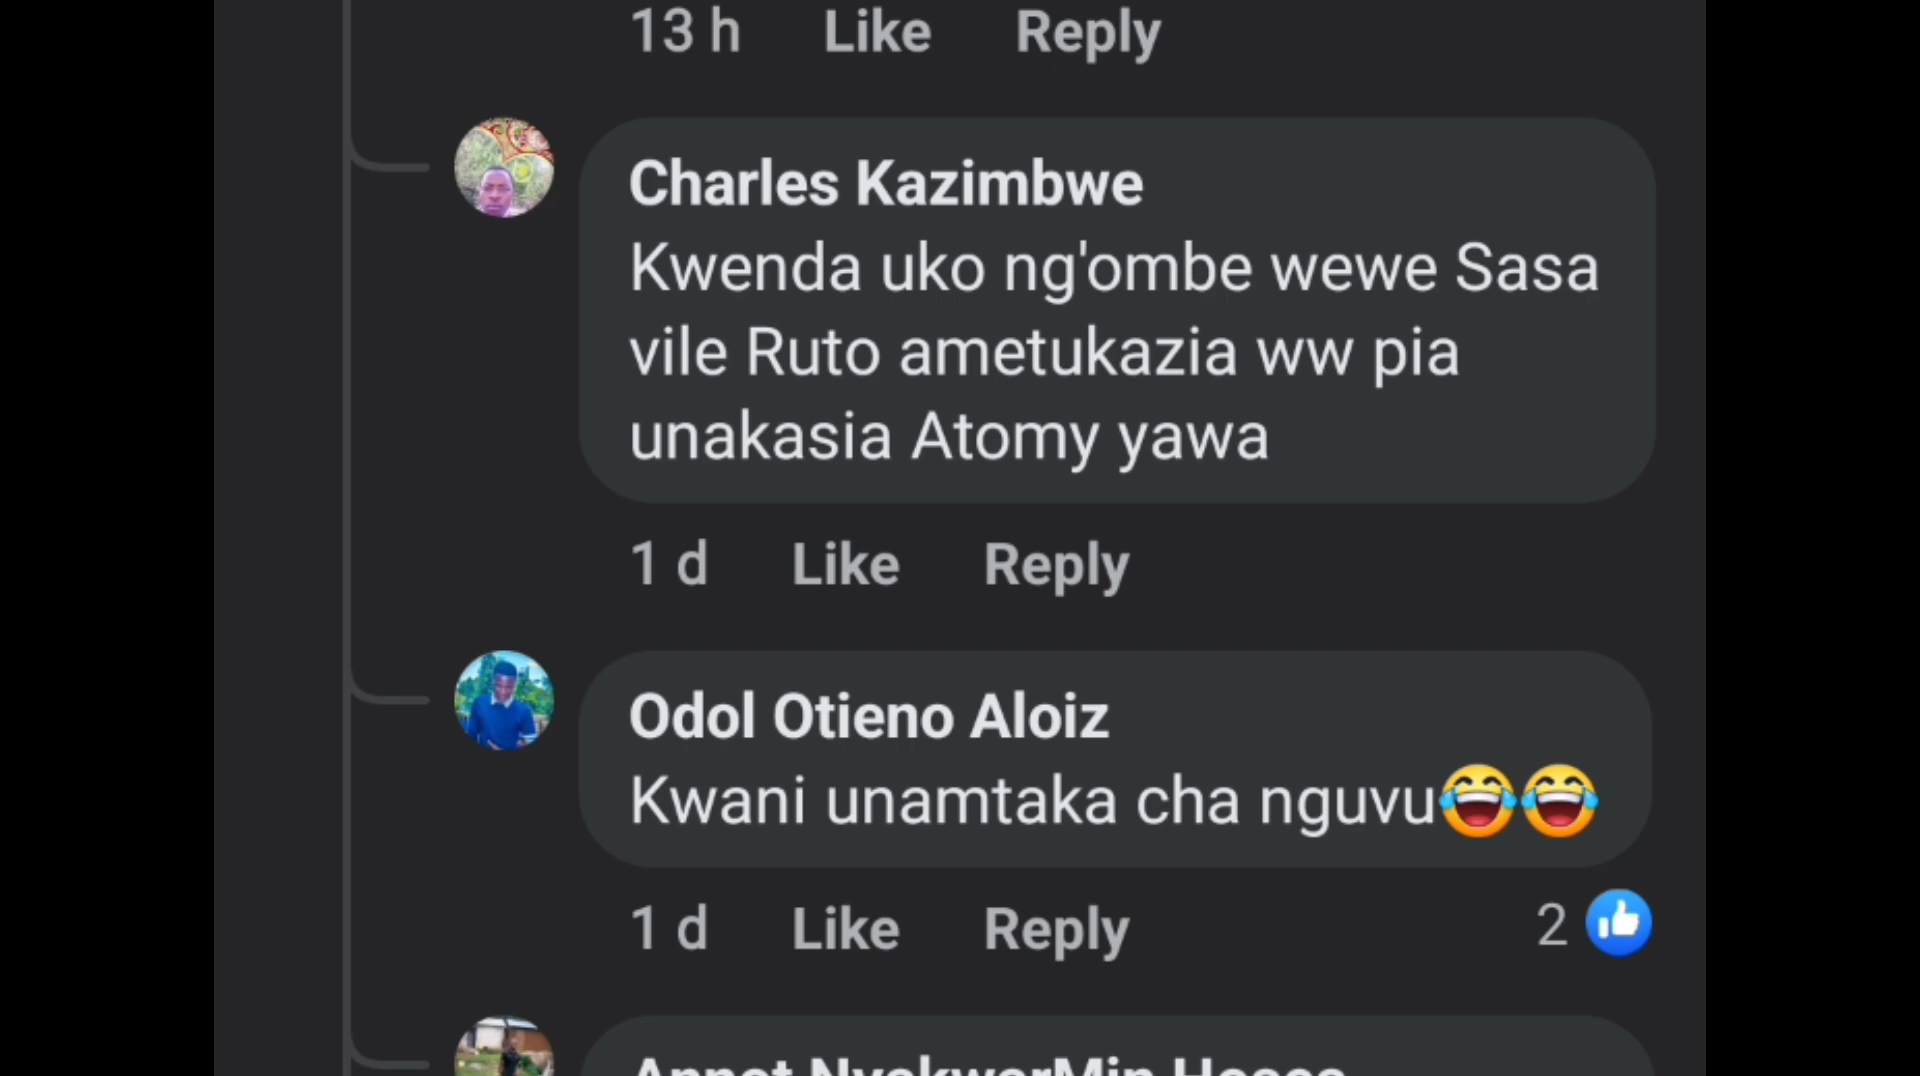 13 h Like Reply
Charles Kazimbwe
Kwenda uko ng'ombe wewe Sasa
vile Ruto ametukazia ww pia
unakasia Atomy yawa
1 d Like Reply
Odol Otieno Aloiz
Kwani unamtaka cha nguvu😂😂
1 d Like Reply 2